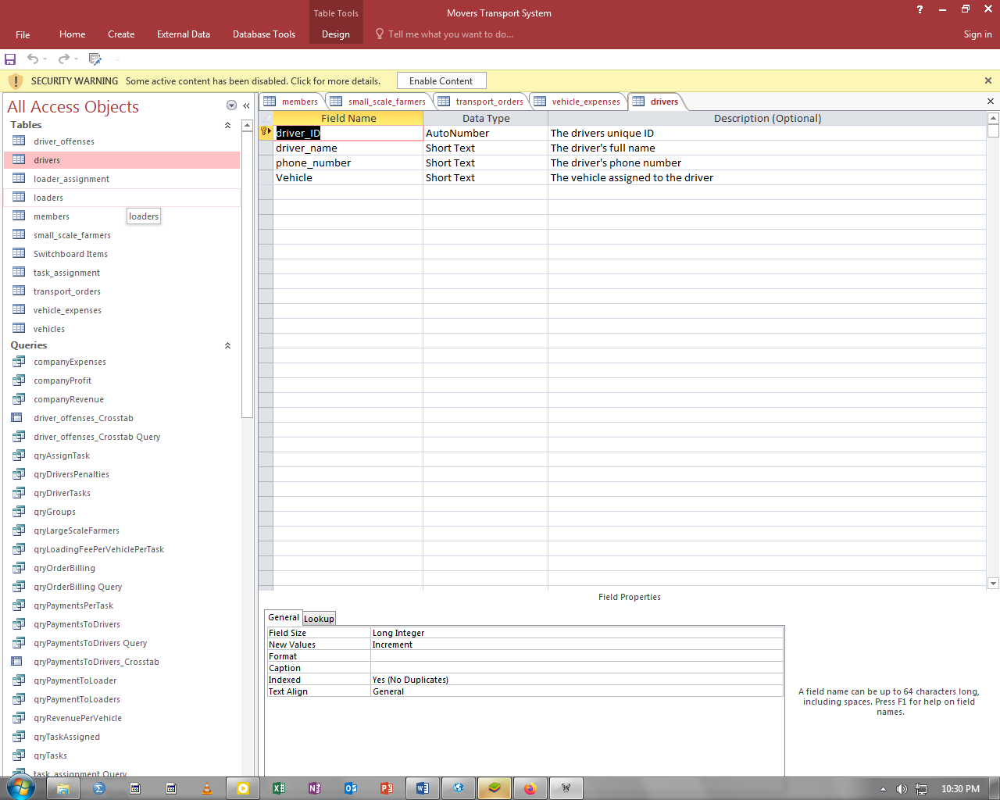 Table Tools
Movers Transport System
?
File
Home
Create
External Data
Database Tools
Design
Tell me what you want to do...
Sign in
SECURITY WARNING Some active content has been disabled. Click for more details.
Enable Content
All Access Objects
Tables
driver_offenses
drivers
loader_assignment
loaders
members
loaders
small_scale_farmers
Switchboard Items
task_assignment
transport_orders
vehicle_expenses
vehicles
Queries
companyExpenses
companyProfit
companyRevenue
driver_offenses_Crosstab
driver_offenses_Crosstab Query
qryAssignTask
qryDriversPenalties
qryDriverTasks
qryGroups
qryLargeScaleFarmers
qryLoadingFeePerVehiclePerTask
qryOrderBilling
qryOrderBilling Query
qryPaymentsPerTask
qryPaymentsToDrivers
qryPaymentsToDrivers Query
qryPaymentsToDrivers_Crosstab
qryPaymentToLoader
qryPaymentToLoaders
qryRevenuePerVehicle
qryTaskAssigned
qryTasks
task_assignment Query
members
small_scale_farmers
transport_orders
vehicle_expenses
drivers
Field Name Data Type Description (Optional)
driver_ID AutoNumber The drivers unique ID
driver_name Short Text The driver's full name
phone_number Short Text The driver's phone number
Vehicle Short Text The vehicle assigned to the driver
Field Properties
General Lookup
Field Size Long Integer
New Values Increment
Format
Caption
Indexed Yes (No Duplicates)
Text Align General
A field name can be up to 64 characters long,
including spaces. Press F1 for help on field
names.
10:30 PM